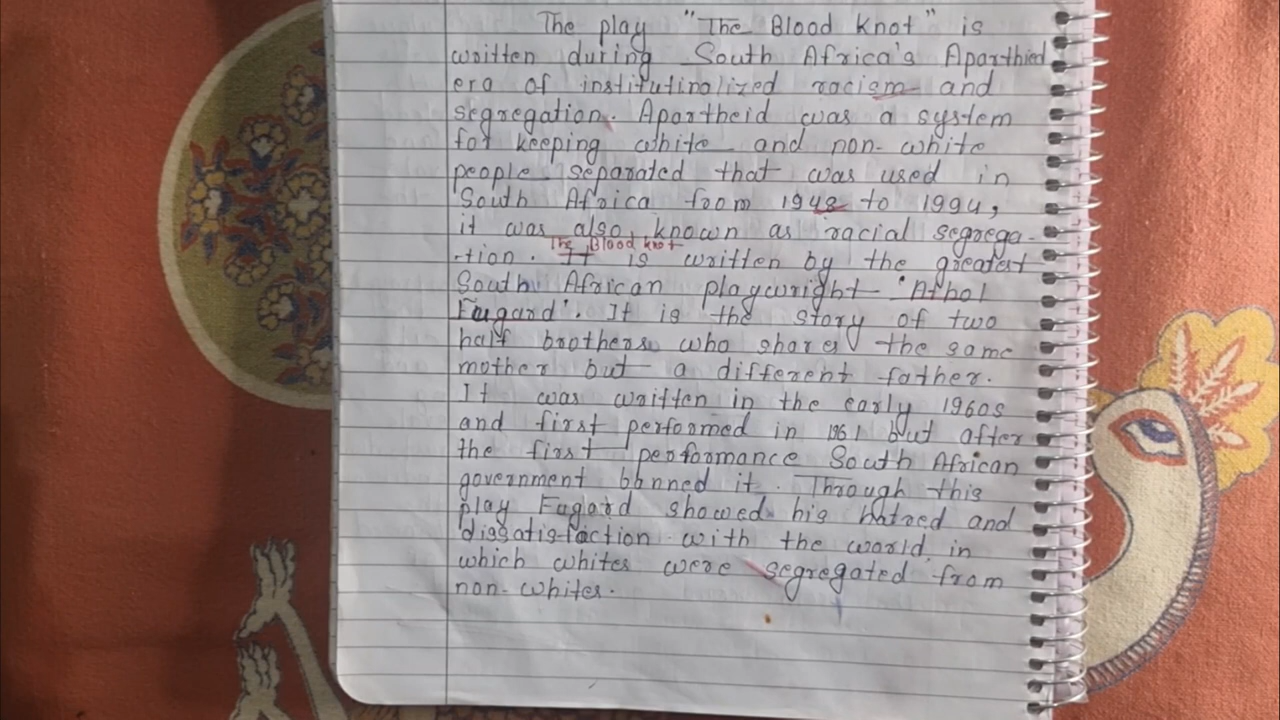 The play "The Blood Knot" is
written during South Africa's Aparthied
era of institutinalized racism and
segregation. Apartheid was a system
for keeping white and non-white
people separated that was used in
South Africa from 1948 to 1994,
it was also known as racial segrega-
The Blood Knot
-tion. It is written by the greatest
South African playwright 'Athol
Fugard'. It is the story of two
half brothers who shares the same
mother but a different father.
It was written in the early 1960s
and first performed in 1961 but after
the first performance South African
government banned it. Through this
play Fugard showed his hatred and
dissatisfaction with the world in
which whites were segregated from
non-whites.